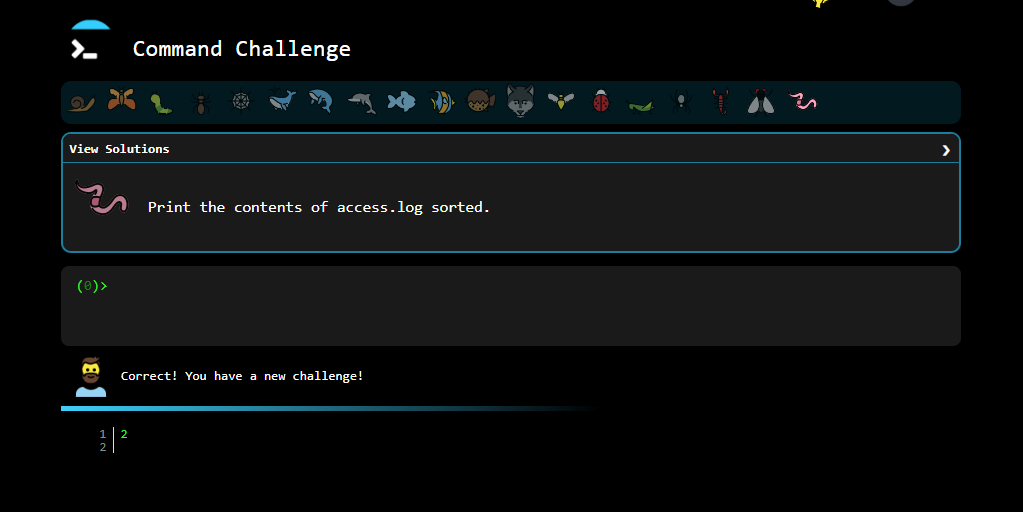 Command Challenge
View Solutions
Print the contents of access.log sorted.
(0)>
Correct! You have a new challenge!
1 2
2